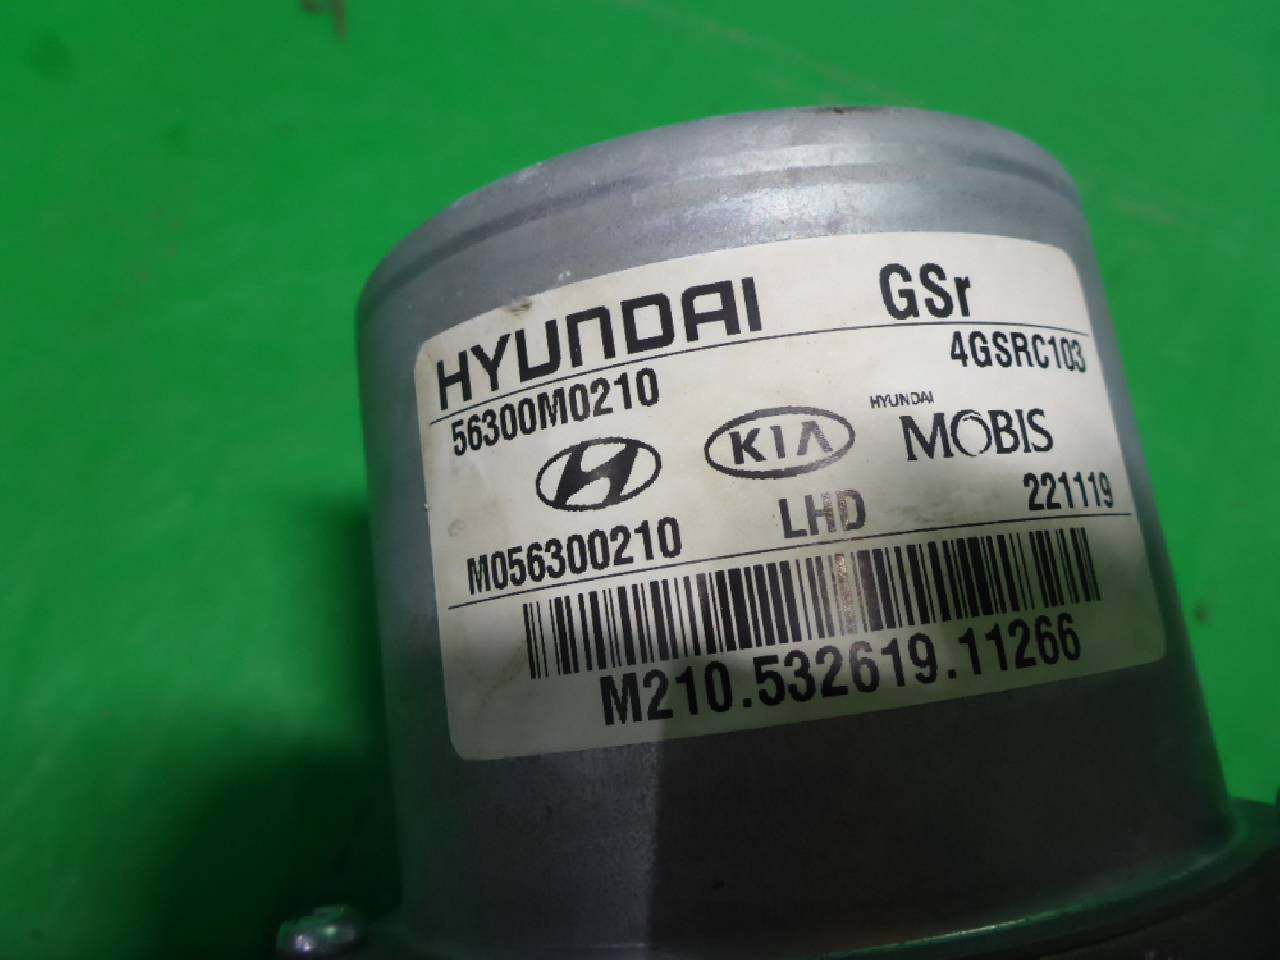 HYUNDAI GSr
56300M0210 4GSRC103
KIA HYUNDAI MOBIS
M056300210 LHD 221119
M210.532619.11266